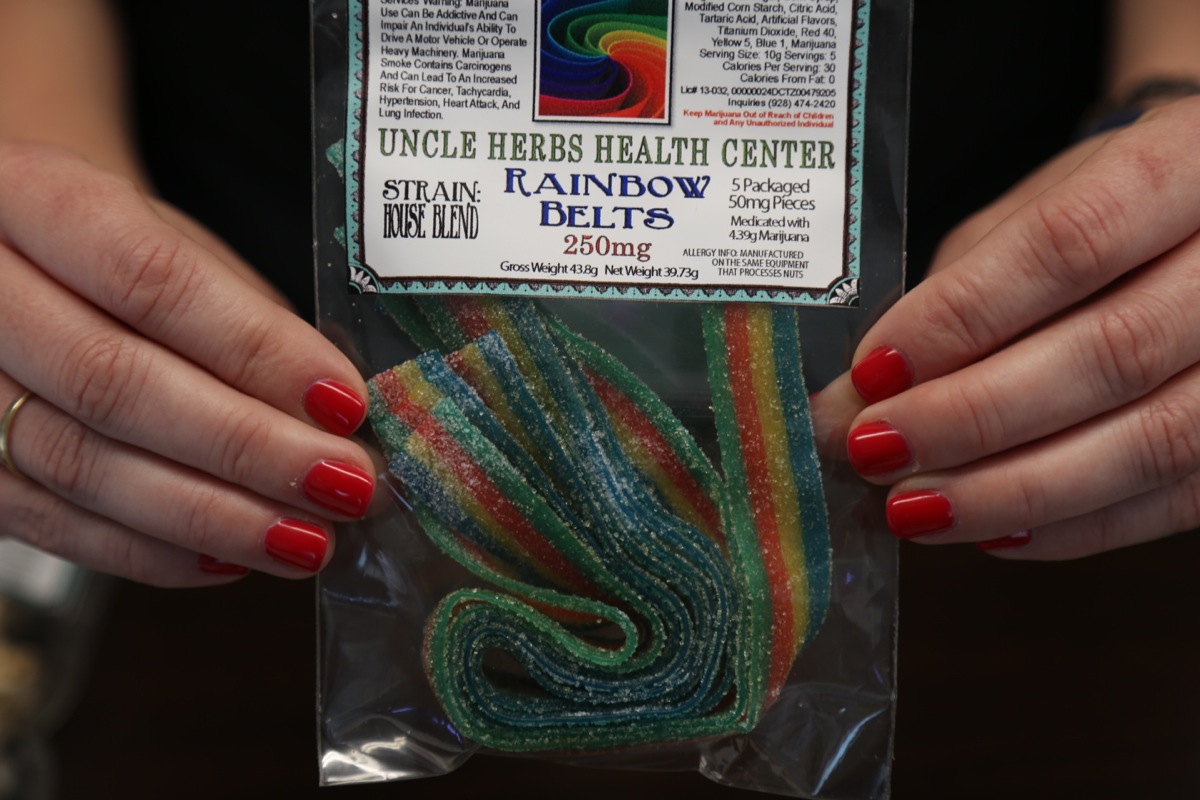 Services Warning: Marijuana
Use Can Be Addictive And Can
Impair An Individual's Ability To
Drive A Motor Vehicle Or Operate
Heavy Machinery. Marijuana
Smoke Contains Carcinogens
And Can Lead To An Increased
Risk For Cancer, Tachycardia,
Hypertension, Heart Attack, And
Lung Infection.
Modified Corn Starch, Citric Acid,
Tartaric Acid, Artificial Flavors,
Titanium Dioxide, Red 40,
Yellow 5, Blue 1, Marijuana
Serving Size: 10g Servings: 5
Calories Per Serving: 30
Calories From Fat: 0
Lic# 13-032, 00000024DCTZ00479205
Inquiries (928) 474-2420
Keep Marijuana Out of Reach of Children
and Any Unauthorized Individual
UNCLE HERBS HEALTH CENTER
STRAIN:
HOUSE BLEND
RAINBOW
BELTS
250mg
5 Packaged
50mg Pieces
Medicated with
4.39g Marijuana
Gross Weight 43.8g Net Weight 39.73g
ALLERGY INFO: MANUFACTURED
ON THE SAME EQUIPMENT
THAT PROCESSES NUTS